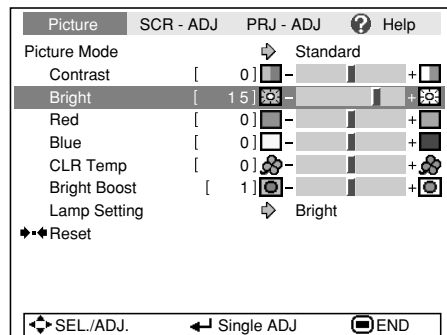 Picture SCR - ADJ PRJ - ADJ ? Help
Picture Mode Standard
Contrast [ 0 ] - +
Bright [ 15 ] - +
Red [ 0 ] - +
Blue [ 0 ] - +
CLR Temp [ 0 ] - +
Bright Boost [ 1 ] - +
Lamp Setting Bright
Reset
SEL./ADJ. Single ADJ END